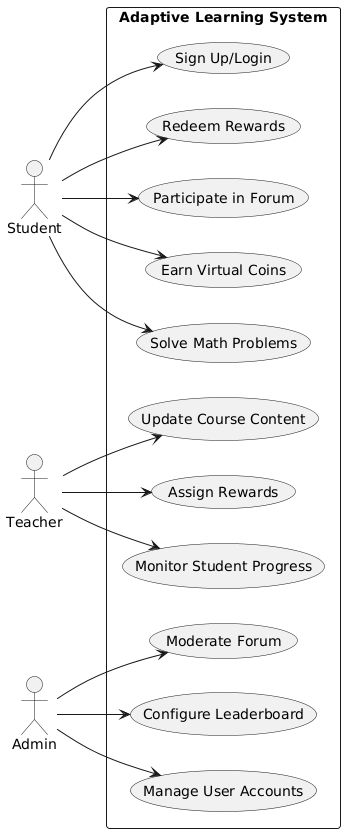 Adaptive Learning System
Sign Up/Login
Redeem Rewards
Participate in Forum
Student
Earn Virtual Coins
Solve Math Problems
Update Course Content
Assign Rewards
Teacher
Monitor Student Progress
Moderate Forum
Configure Leaderboard
Admin
Manage User Accounts